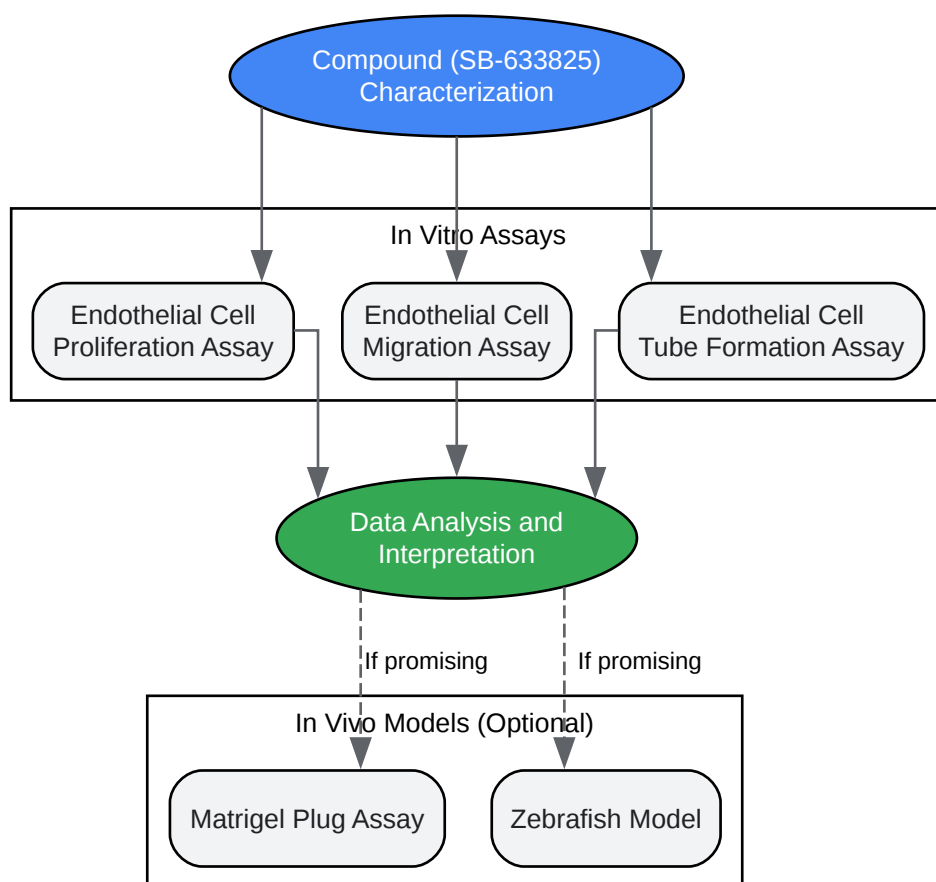 Compound (SB-633825)
Characterization
In Vitro Assays
Endothelial Cell
Proliferation Assay
Endothelial Cell
Migration Assay
Endothelial Cell
Tube Formation Assay
Data Analysis and
Interpretation
If promising
If promising
In Vivo Models (Optional)
Matrigel Plug Assay
Zebrafish Model